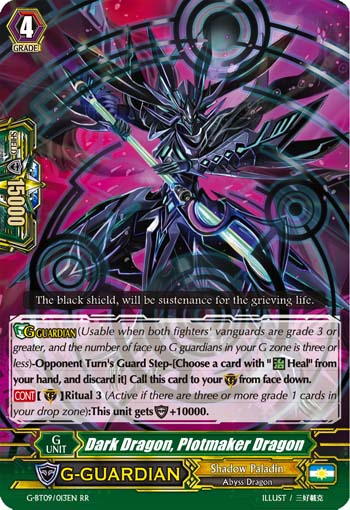 4
GRADE
15000
The black shield, will be sustenance for the grieving life.
G GUARDIAN (Usable when both fighters' vanguards are grade 3 or
greater, and the number of face up G guardians in your G zone is three or
less)-Opponent Turn's Guard Step-[Choose a card with "治 Heal" from
your hand, and discard it] Call this card to your G from face down.
CONT [G] Ritual 3 (Active if there are three or more grade 1 cards in
your drop zone):This unit gets +10000.
G
UNIT
Dark Dragon, Plotmaker Dragon
G-GUARDIAN
Shadow Paladin
Abyss Dragon
G-BT09/013EN RR
ILLUST / 三好載克